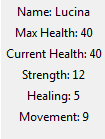 Name: Lucina
Max Health: 40
Current Health: 40
Strength: 12
Healing: 5
Movement: 9